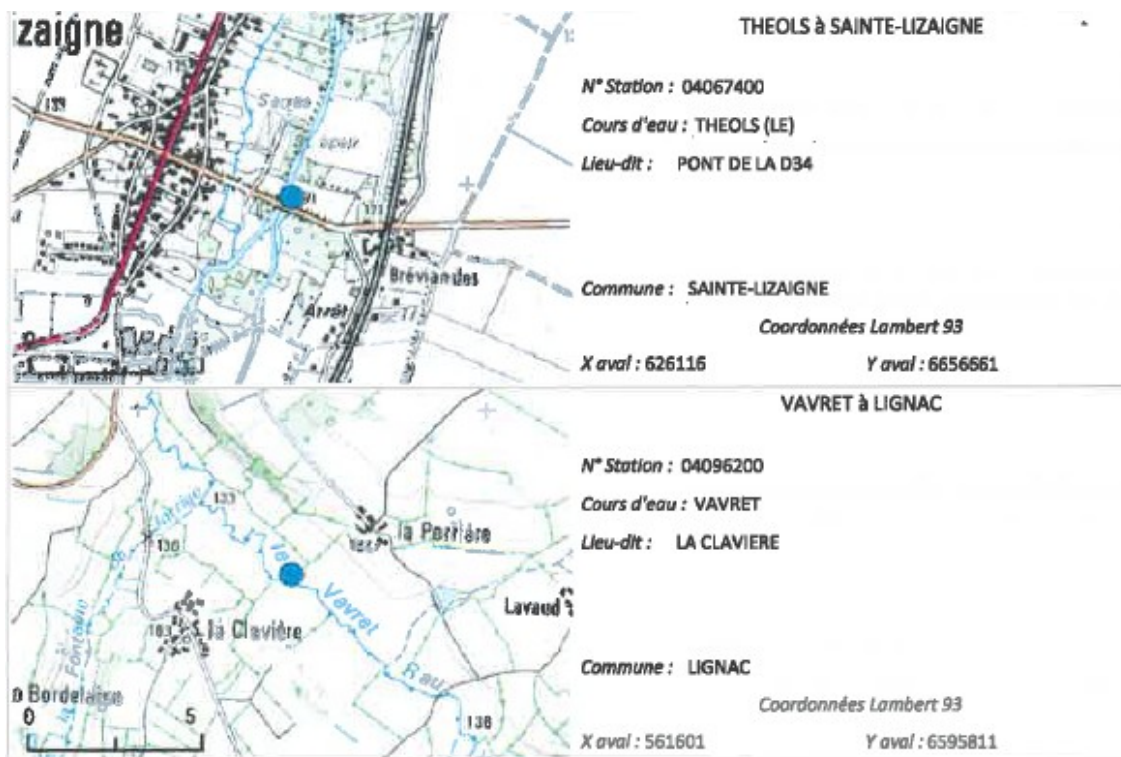 zaigne
THEOLS à SAINTE-LIZAIGNE
N° Station : 04067400
Cours d'eau : THEOLS (LE)
Lieu-dit : PONT DE LA D34
Bréviandes
Arrêt
Commune : SAINTE-LIZAIGNE
Coordonnées Lambert 93
X aval : 626116 Y aval : 6656661
VAVRET à LIGNAC
N° Station : 04096200
Cours d'eau : VAVRET
Lieu-dit : LA CLAVIERE
133
136
la Perrière
Vavret
Lavaud
la Clavière
Rau
138
Bordelaise
0 5
Commune : LIGNAC
Coordonnées Lambert 93
X aval : 561601 Y aval : 6595811